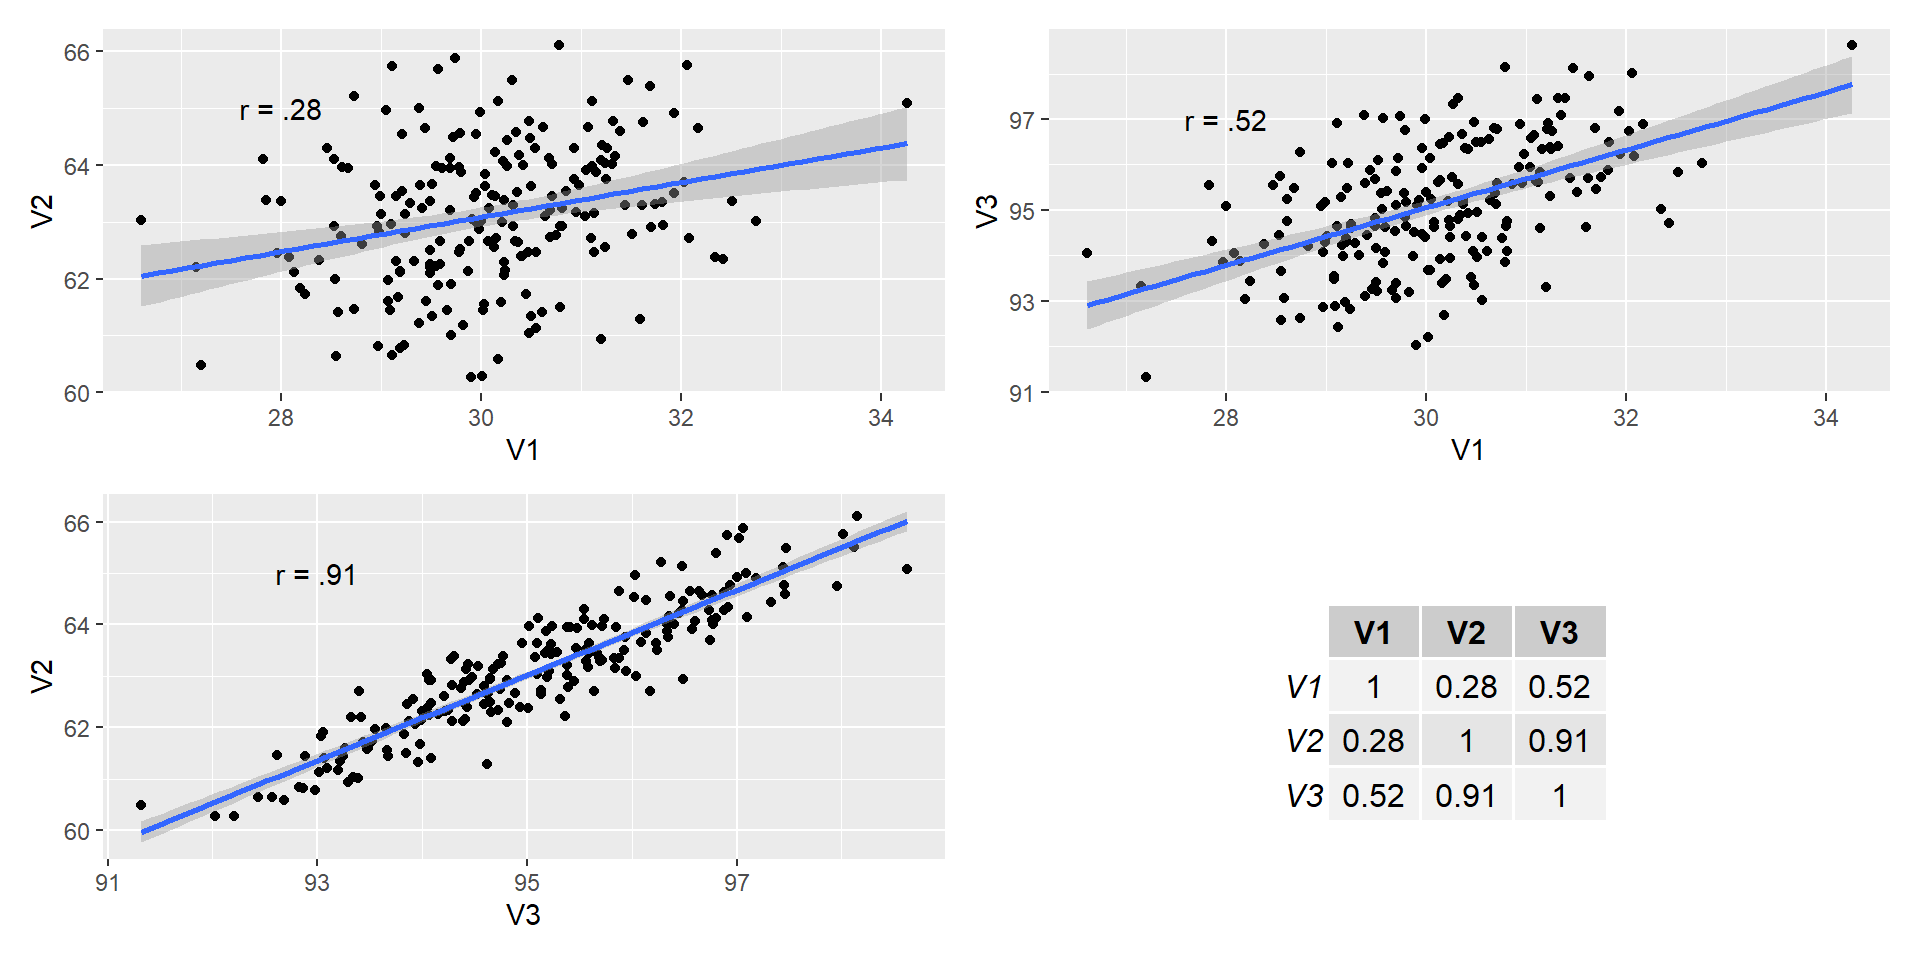 66
64
62
60
V2
r = .28
28
30
32
34
V1
97
95
93
91
V3
r = .52
28
30
32
34
V1
66
64
62
60
V2
r = .91
91
93
95
97
V3
V1 V2 V3
V1 1 0.28 0.52
V2 0.28 1 0.91
V3 0.52 0.91 1